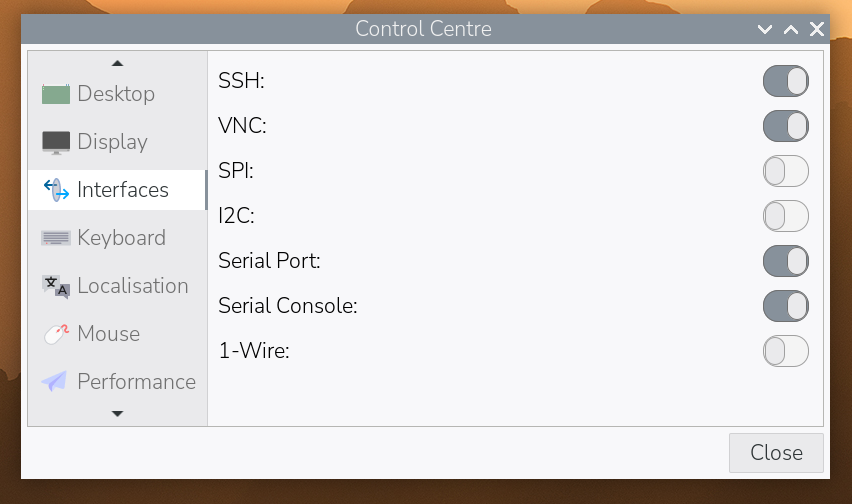 Control Centre
Desktop
Display
Interfaces
Keyboard
Localisation
Mouse
Performance
SSH:
VNC:
SPI:
I2C:
Serial Port:
Serial Console:
1-Wire:
Close